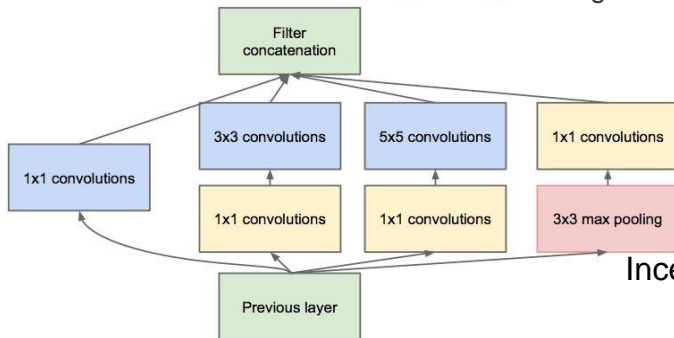 Filter
concatenation
3x3 convolutions
5x5 convolutions
1x1 convolutions
1x1 convolutions
1x1 convolutions
1x1 convolutions
3x3 max pooling
Previous layer